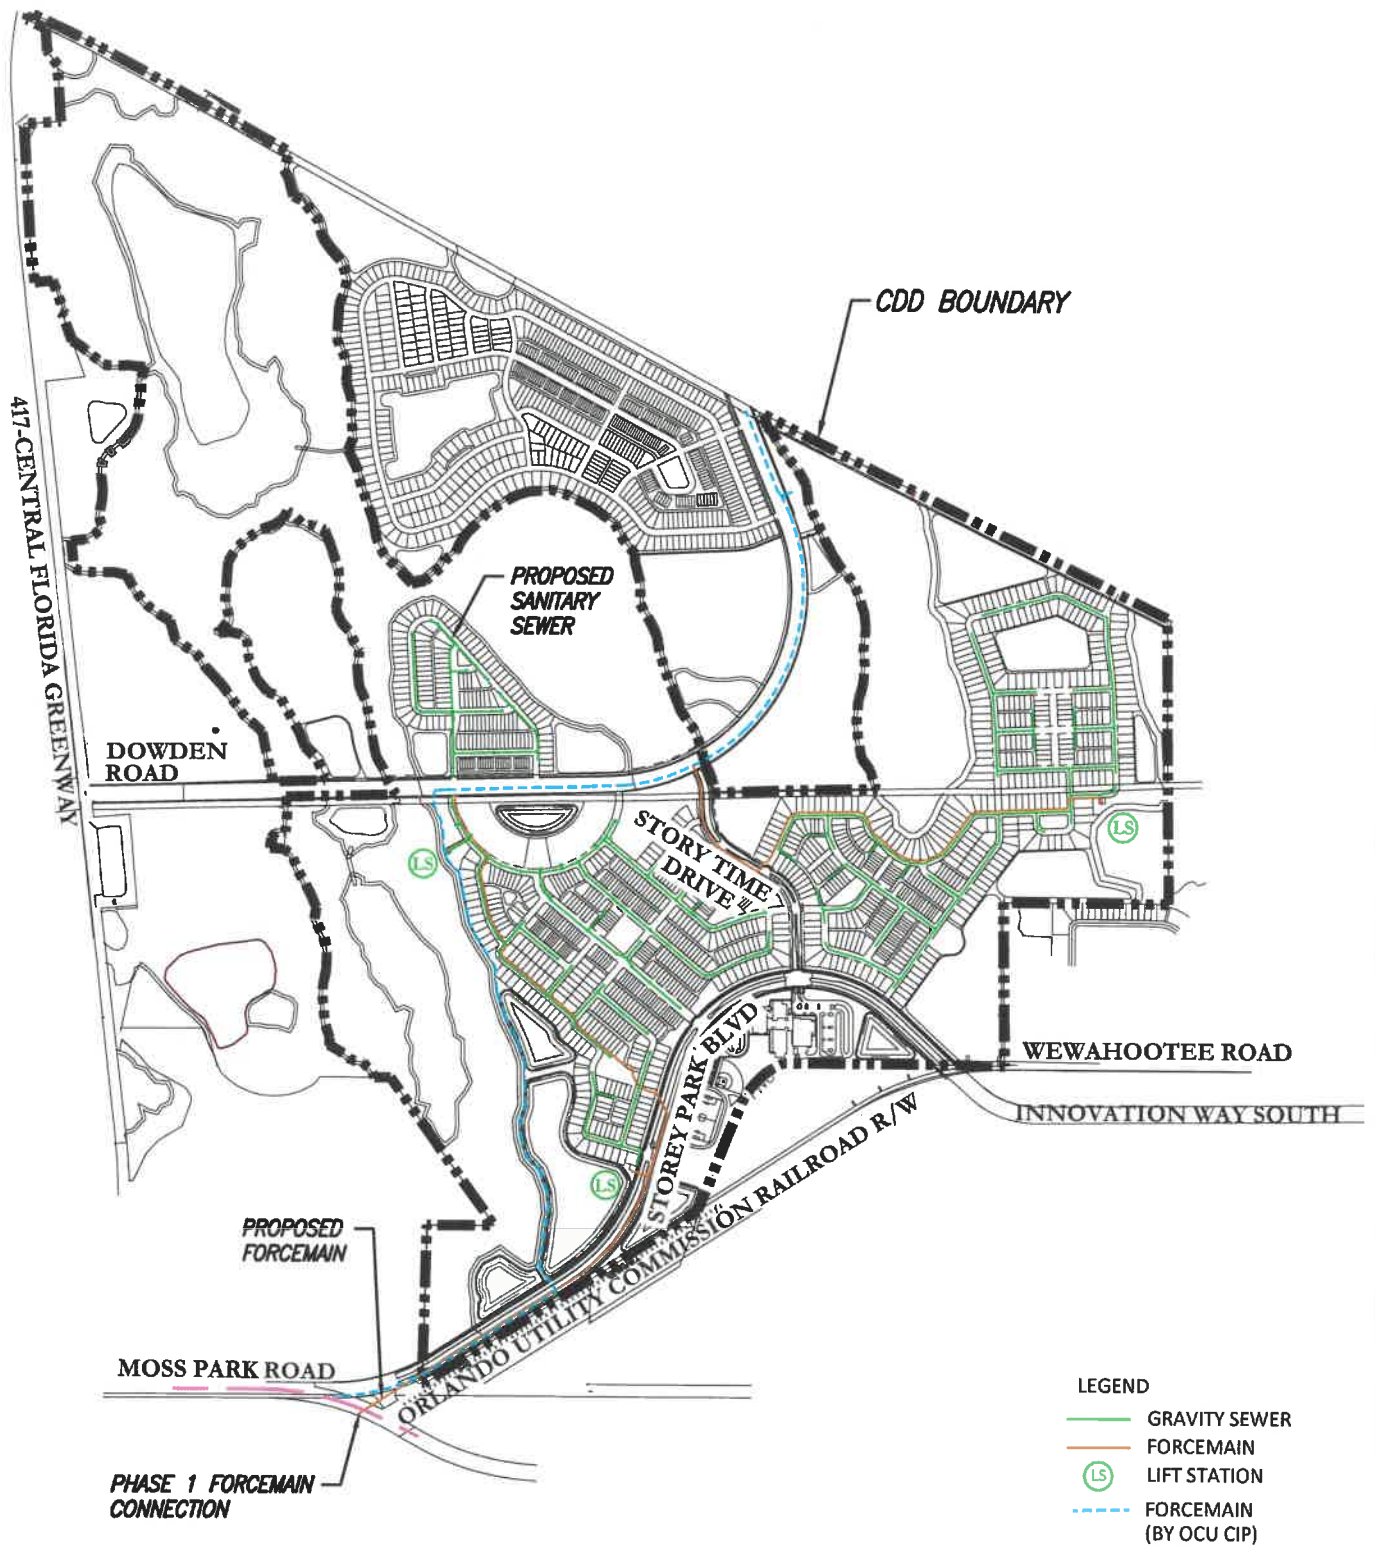 CDD BOUNDARY
417-CENTRAL FLORIDA GREENWAY
PROPOSED
SANITARY
SEWER
DOWDEN
ROAD
STORY TIME
DRIVE
LS
LS
STOREY PARK BLVD
WEWAHOOTEE ROAD
INNOVATION WAY SOUTH
LS
ORLANDO UTILITY COMMISSION RAILROAD R/W
PROPOSED
FORCEMAIN
MOSS PARK ROAD
PHASE 1 FORCEMAIN
CONNECTION
LEGEND
GRAVITY SEWER
FORCEMAIN
LS LIFT STATION
FORCEMAIN
(BY OCU CIP)